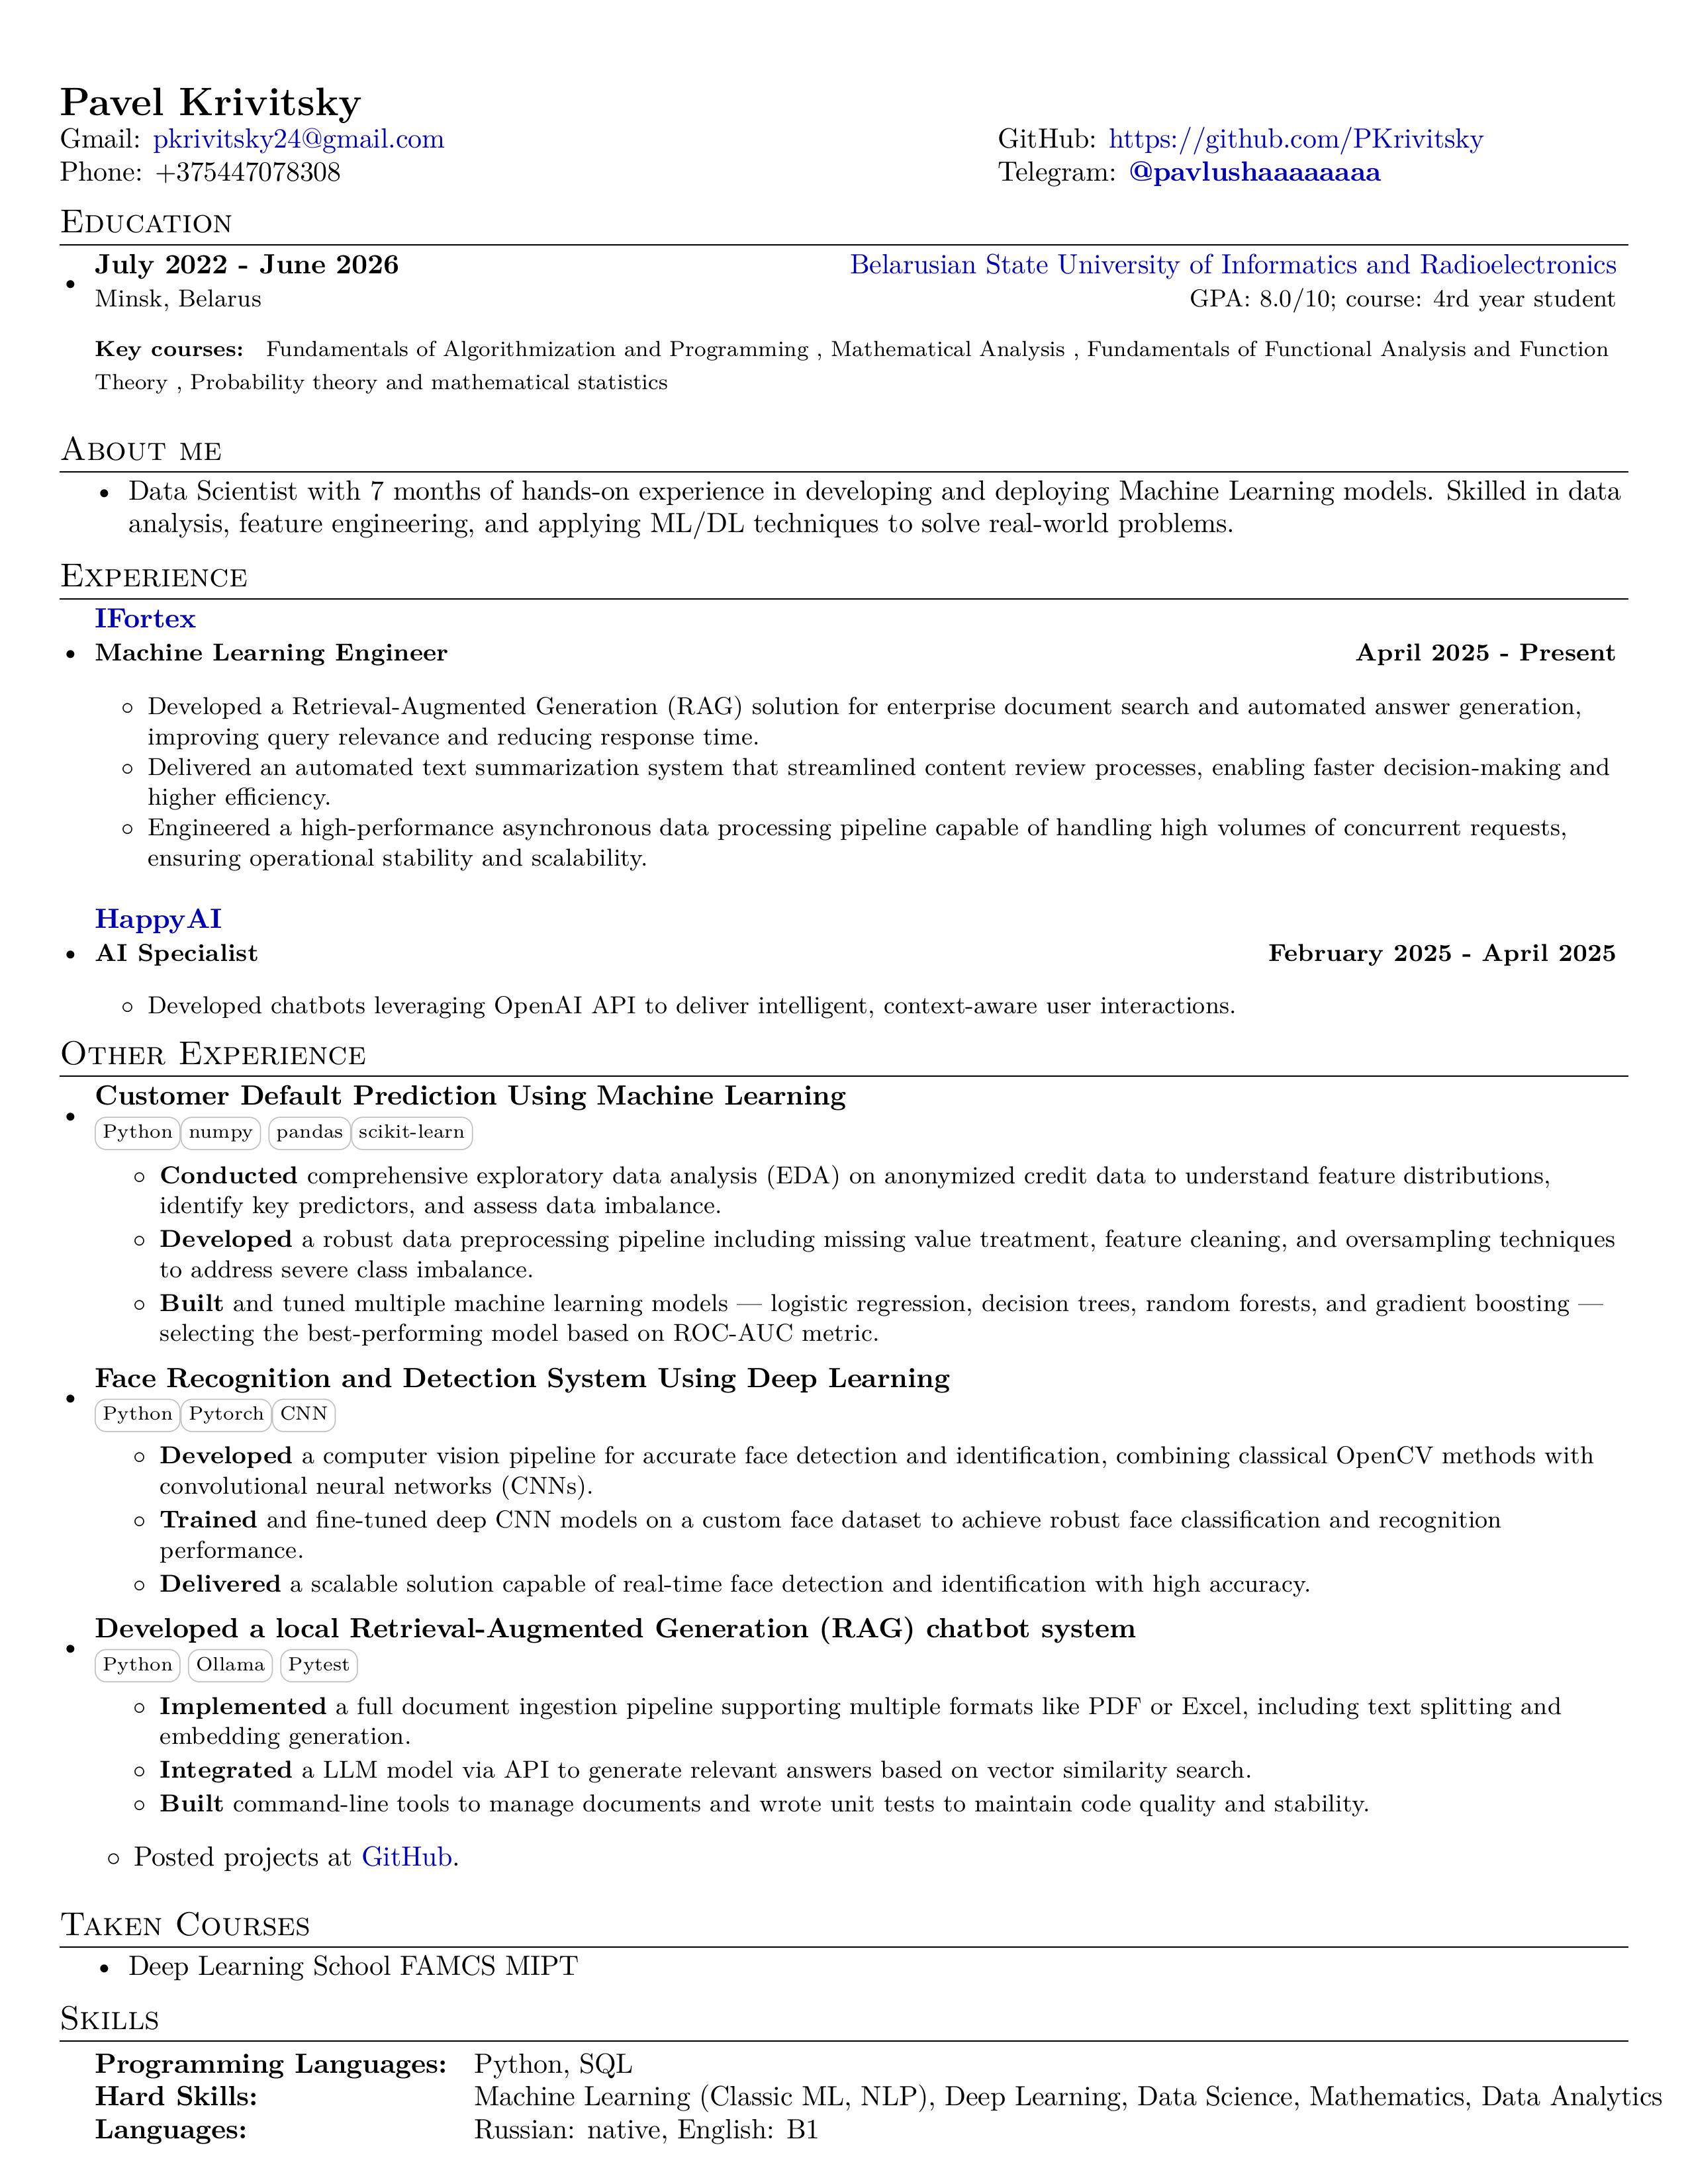 Pavel Krivitsky
Gmail: pkrivitsky24@gmail.com GitHub: https://github.com/PKrivitsky
Phone: +375447078308 Telegram: @pavlushaaaaaaaa
Education
• July 2022 - June 2026 Belarusian State University of Informatics and Radioelectronics
Minsk, Belarus GPA: 8.0/10; course: 4rd year student
Key courses: Fundamentals of Algorithmization and Programming , Mathematical Analysis , Fundamentals of Functional Analysis and Function
Theory , Probability theory and mathematical statistics
About me
• Data Scientist with 7 months of hands-on experience in developing and deploying Machine Learning models. Skilled in data
analysis, feature engineering, and applying ML/DL techniques to solve real-world problems.
Experience
IFortex
• Machine Learning Engineer April 2025 - Present
◦ Developed a Retrieval-Augmented Generation (RAG) solution for enterprise document search and automated answer generation,
improving query relevance and reducing response time.
◦ Delivered an automated text summarization system that streamlined content review processes, enabling faster decision-making and
higher efficiency.
◦ Engineered a high-performance asynchronous data processing pipeline capable of handling high volumes of concurrent requests,
ensuring operational stability and scalability.
HappyAI
• AI Specialist February 2025 - April 2025
◦ Developed chatbots leveraging OpenAI API to deliver intelligent, context-aware user interactions.
Other Experience
• Customer Default Prediction Using Machine Learning
Python numpy pandas scikit-learn
◦ Conducted comprehensive exploratory data analysis (EDA) on anonymized credit data to understand feature distributions,
identify key predictors, and assess data imbalance.
◦ Developed a robust data preprocessing pipeline including missing value treatment, feature cleaning, and oversampling techniques
to address severe class imbalance.
◦ Built and tuned multiple machine learning models — logistic regression, decision trees, random forests, and gradient boosting —
selecting the best-performing model based on ROC-AUC metric.
• Face Recognition and Detection System Using Deep Learning
Python Pytorch CNN
◦ Developed a computer vision pipeline for accurate face detection and identification, combining classical OpenCV methods with
convolutional neural networks (CNNs).
◦ Trained and fine-tuned deep CNN models on a custom face dataset to achieve robust face classification and recognition
performance.
◦ Delivered a scalable solution capable of real-time face detection and identification with high accuracy.
• Developed a local Retrieval-Augmented Generation (RAG) chatbot system
Python Ollama Pytest
◦ Implemented a full document ingestion pipeline supporting multiple formats like PDF or Excel, including text splitting and
embedding generation.
◦ Integrated a LLM model via API to generate relevant answers based on vector similarity search.
◦ Built command-line tools to manage documents and wrote unit tests to maintain code quality and stability.
◦ Posted projects at GitHub.
Taken Courses
• Deep Learning School FAMCS MIPT
Skills
Programming Languages: Python, SQL
Hard Skills: Machine Learning (Classic ML, NLP), Deep Learning, Data Science, Mathematics, Data Analytics
Languages: Russian: native, English: B1